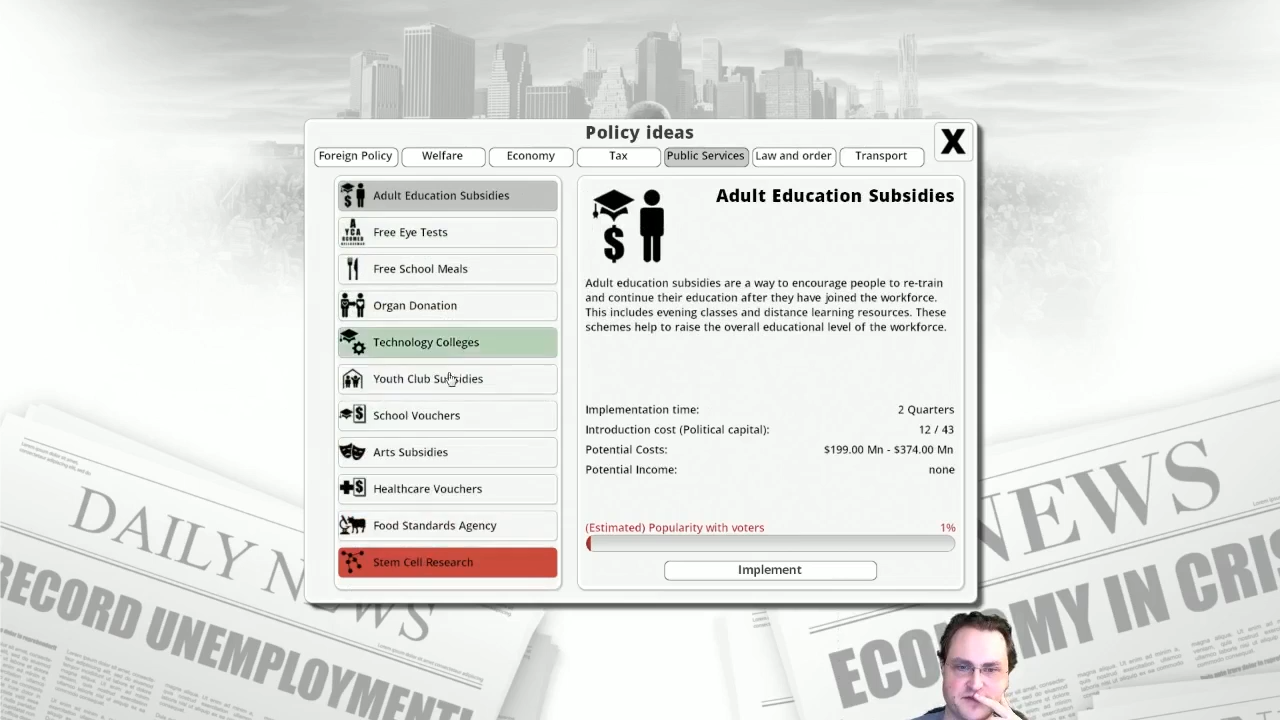 Policy ideas
X
Foreign Policy
Welfare
Economy
Tax
Public Services
Law and order
Transport
Adult Education Subsidies
Free Eye Tests
Free School Meals
Organ Donation
Technology Colleges
Youth Club Subsidies
School Vouchers
Arts Subsidies
Healthcare Vouchers
Food Standards Agency
Stem Cell Research
Adult Education Subsidies
Adult education subsidies are a way to encourage people to re-train
and continue their education after they have joined the workforce.
This includes evening classes and distance learning resources. These
schemes help to raise the overall educational level of the workforce.
Implementation time: 2 Quarters
Introduction cost (Political capital): 12 / 43
Potential Costs: $199.00 Mn - $374.00 Mn
Potential Income: none
(Estimated) Popularity with voters 1%
Implement
DAILY NEWS
RECORD UNEMPLOYMENT!
NEWS
ECONOMY IN CRIS